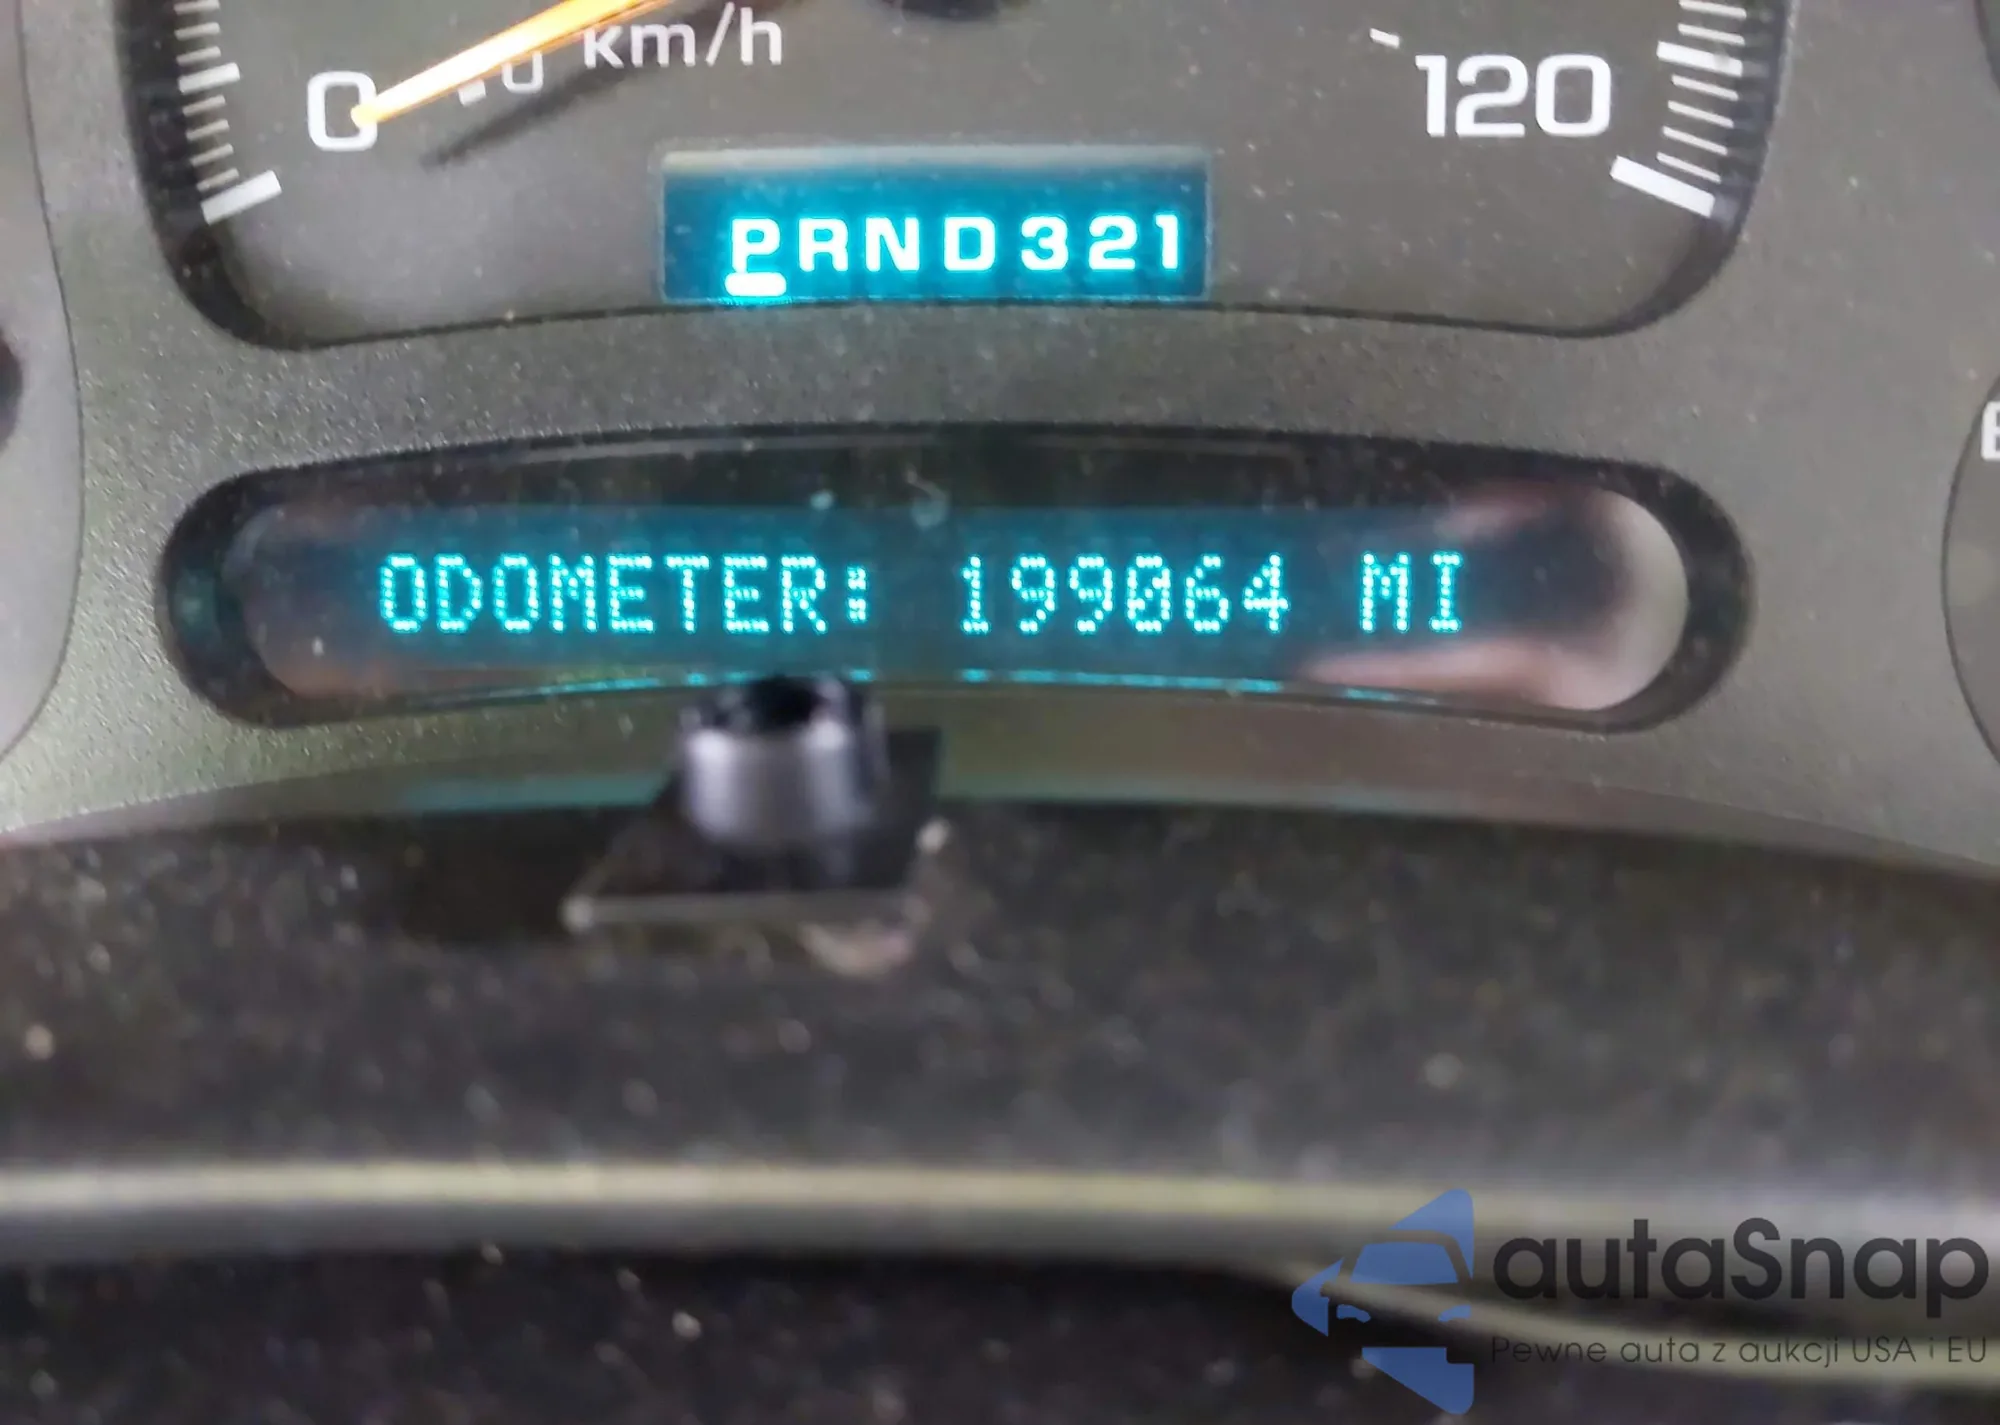 km/h
0
120
PRND321
ODOMETER: 199064 MI
autaSnap
Pewne auta z aukcji USA i EU